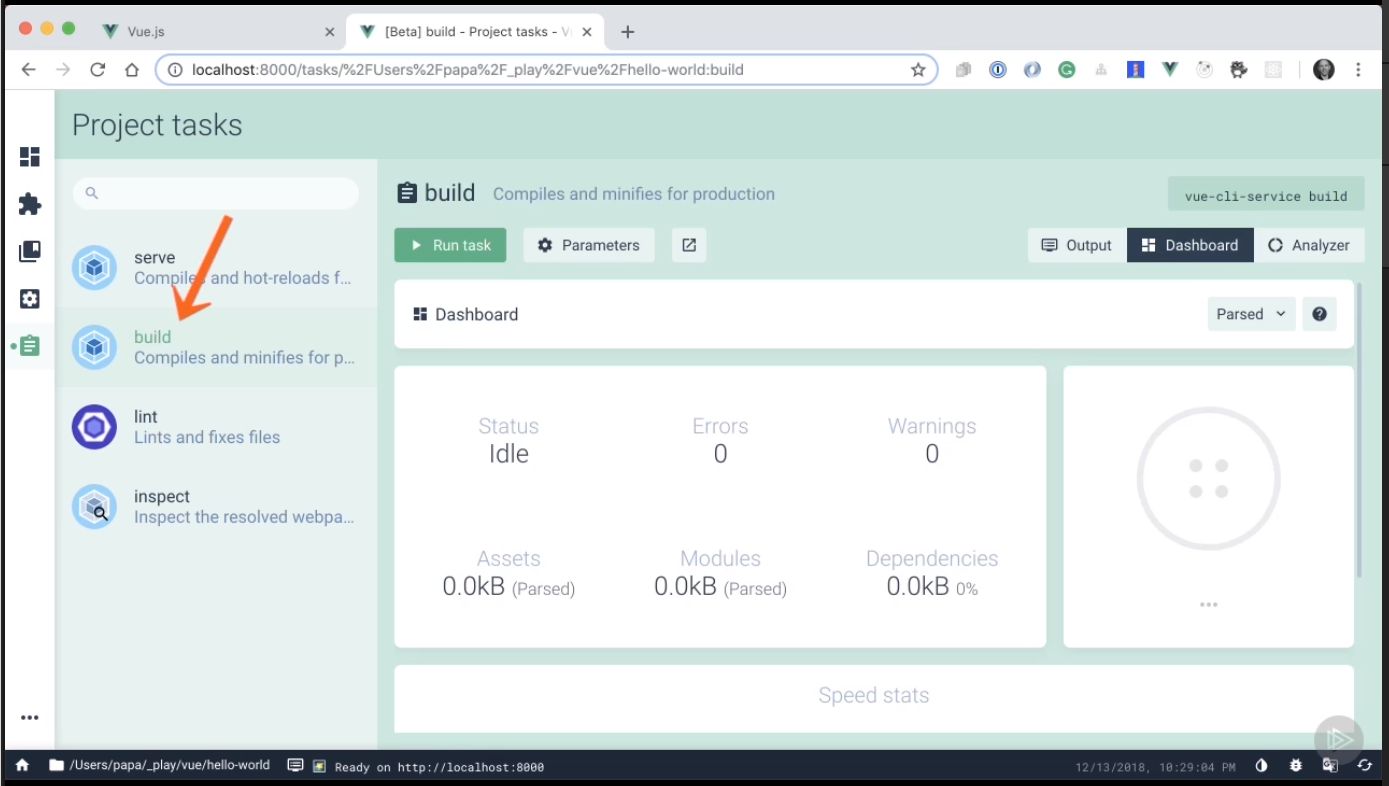 Vue.js
[Beta] build - Project tasks - V
localhost:8000/tasks/%2FUsers%2Fpapa%2F_play%2Fvue%2Fhello-world:build
Project tasks
serve
Compiles and hot-reloads f...
build
Compiles and minifies for p...
lint
Lints and fixes files
inspect
Inspect the resolved webpa...
build Compiles and minifies for production
vue-cli-service build
Run task Parameters
Output Dashboard Analyzer
Dashboard
Parsed
Status Errors Warnings
Idle 0 0
Assets Modules Dependencies
0.0kB (Parsed) 0.0kB (Parsed) 0.0kB 0%
Speed stats
/Users/papa/_play/vue/hello-world Ready on http://localhost:8000 12/13/2018, 10:29:04 PM